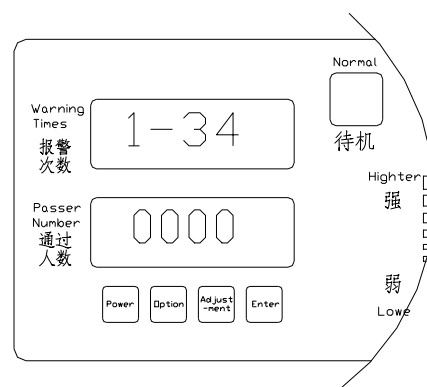 Normal
待机
Warning
Times
报警
次数
1-34
Highter
强
Passer
Number
通过
人数
0000
弱
Lowe
Power
Option
Adjust
-ment
Enter